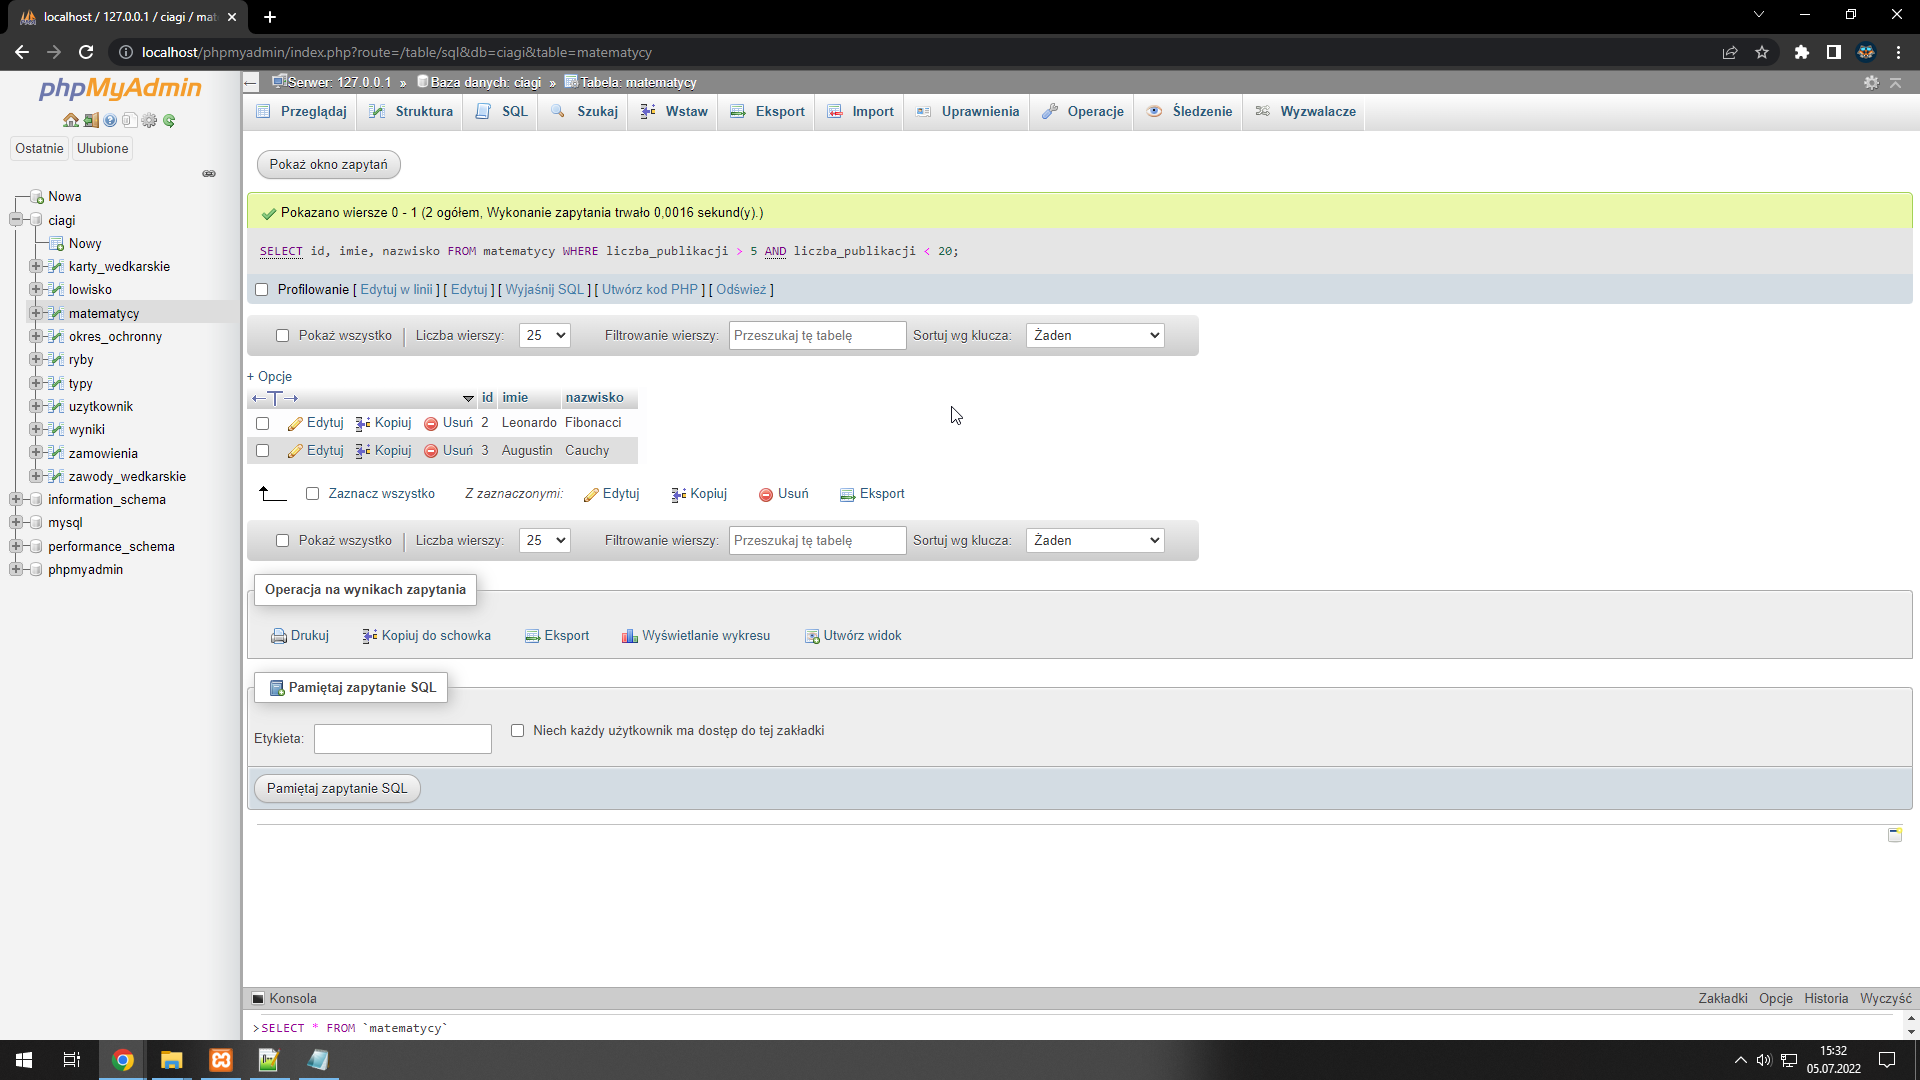 localhost / 127.0.0.1 / ciagi / mat
localhost/phpmyadmin/index.php?route=/table/sql&db=ciagi&table=matematycy
phpMyAdmin
Ostatnie Ulubione
Nowa
ciagi
Nowy
karty_wedkarskie
lowisko
matematycy
okres_ochronny
ryby
typy
uzytkownik
wyniki
zamowienia
zawody_wedkarskie
information_schema
mysql
performance_schema
phpmyadmin
Serwer: 127.0.0.1 » Baza danych: ciagi » Tabela: matematycy
Przeglądaj Struktura SQL Szukaj Wstaw Eksport Import Uprawnienia Operacje Śledzenie Wyzwalacze
Pokaż okno zapytań
Pokazano wiersze 0 - 1 (2 ogółem, Wykonanie zapytania trwało 0,0016 sekund(y).)
SELECT id, imie, nazwisko FROM matematycy WHERE liczba_publikacji > 5 AND liczba_publikacji < 20;
Profilowanie [ Edytuj w linii ] [ Edytuj ] [ Wyjaśnij SQL ] [ Utwórz kod PHP ] [ Odśwież ]
Pokaż wszystko Liczba wierszy: 25 Filtrowanie wierszy: Przeszukaj tę tabelę Sortuj wg klucza: Żaden
+ Opcje
←T→ id imie nazwisko
Edytuj Kopiuj Usuń 2 Leonardo Fibonacci
Edytuj Kopiuj Usuń 3 Augustin Cauchy
Zaznacz wszystko Z zaznaczonymi: Edytuj Kopiuj Usuń Eksport
Pokaż wszystko Liczba wierszy: 25 Filtrowanie wierszy: Przeszukaj tę tabelę Sortuj wg klucza: Żaden
Operacja na wynikach zapytania
Drukuj Kopiuj do schowka Eksport Wyświetlanie wykresu Utwórz widok
Pamiętaj zapytanie SQL
Etykieta: Niech każdy użytkownik ma dostęp do tej zakładki
Pamiętaj zapytanie SQL
Konsola Zakładki Opcje Historia Wyczyść
>SELECT * FROM `matematycy`
15:32
05.07.2022